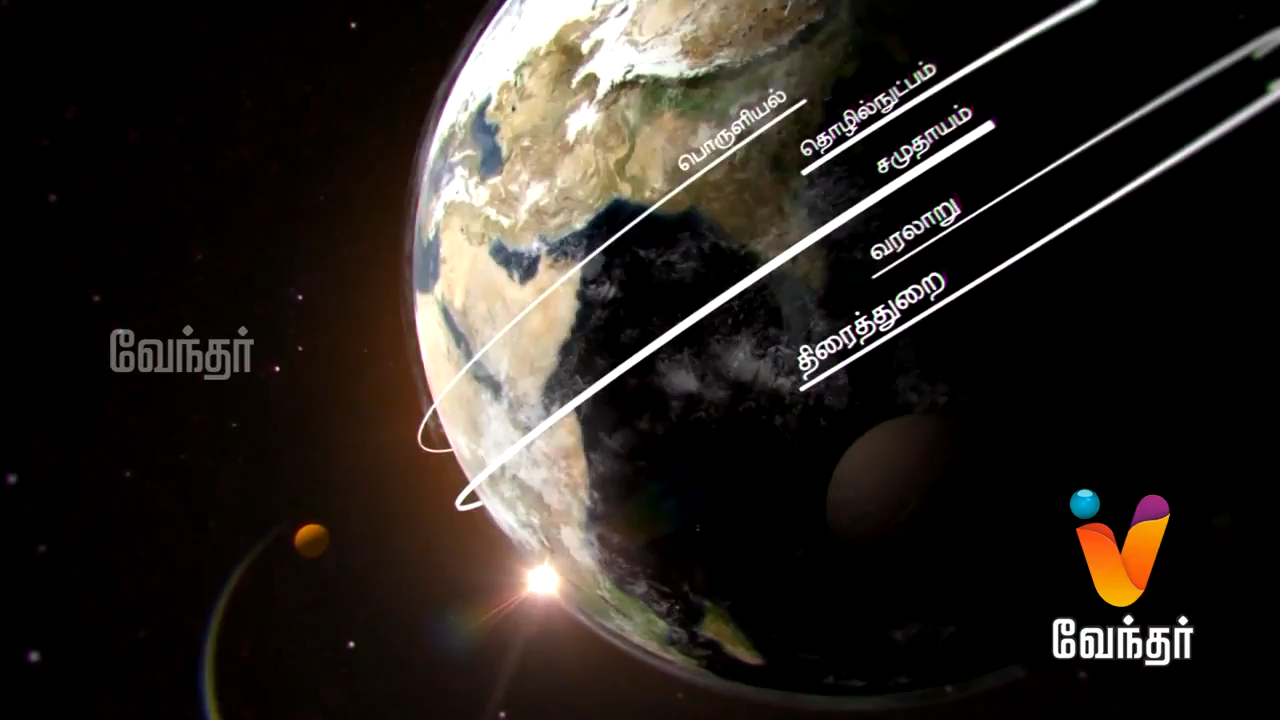 பொருளியல்
தொழில்நுட்பம்
சமுதாயம்
வரலாறு
திரைத்துறை
வேந்தர்
வேந்தர்